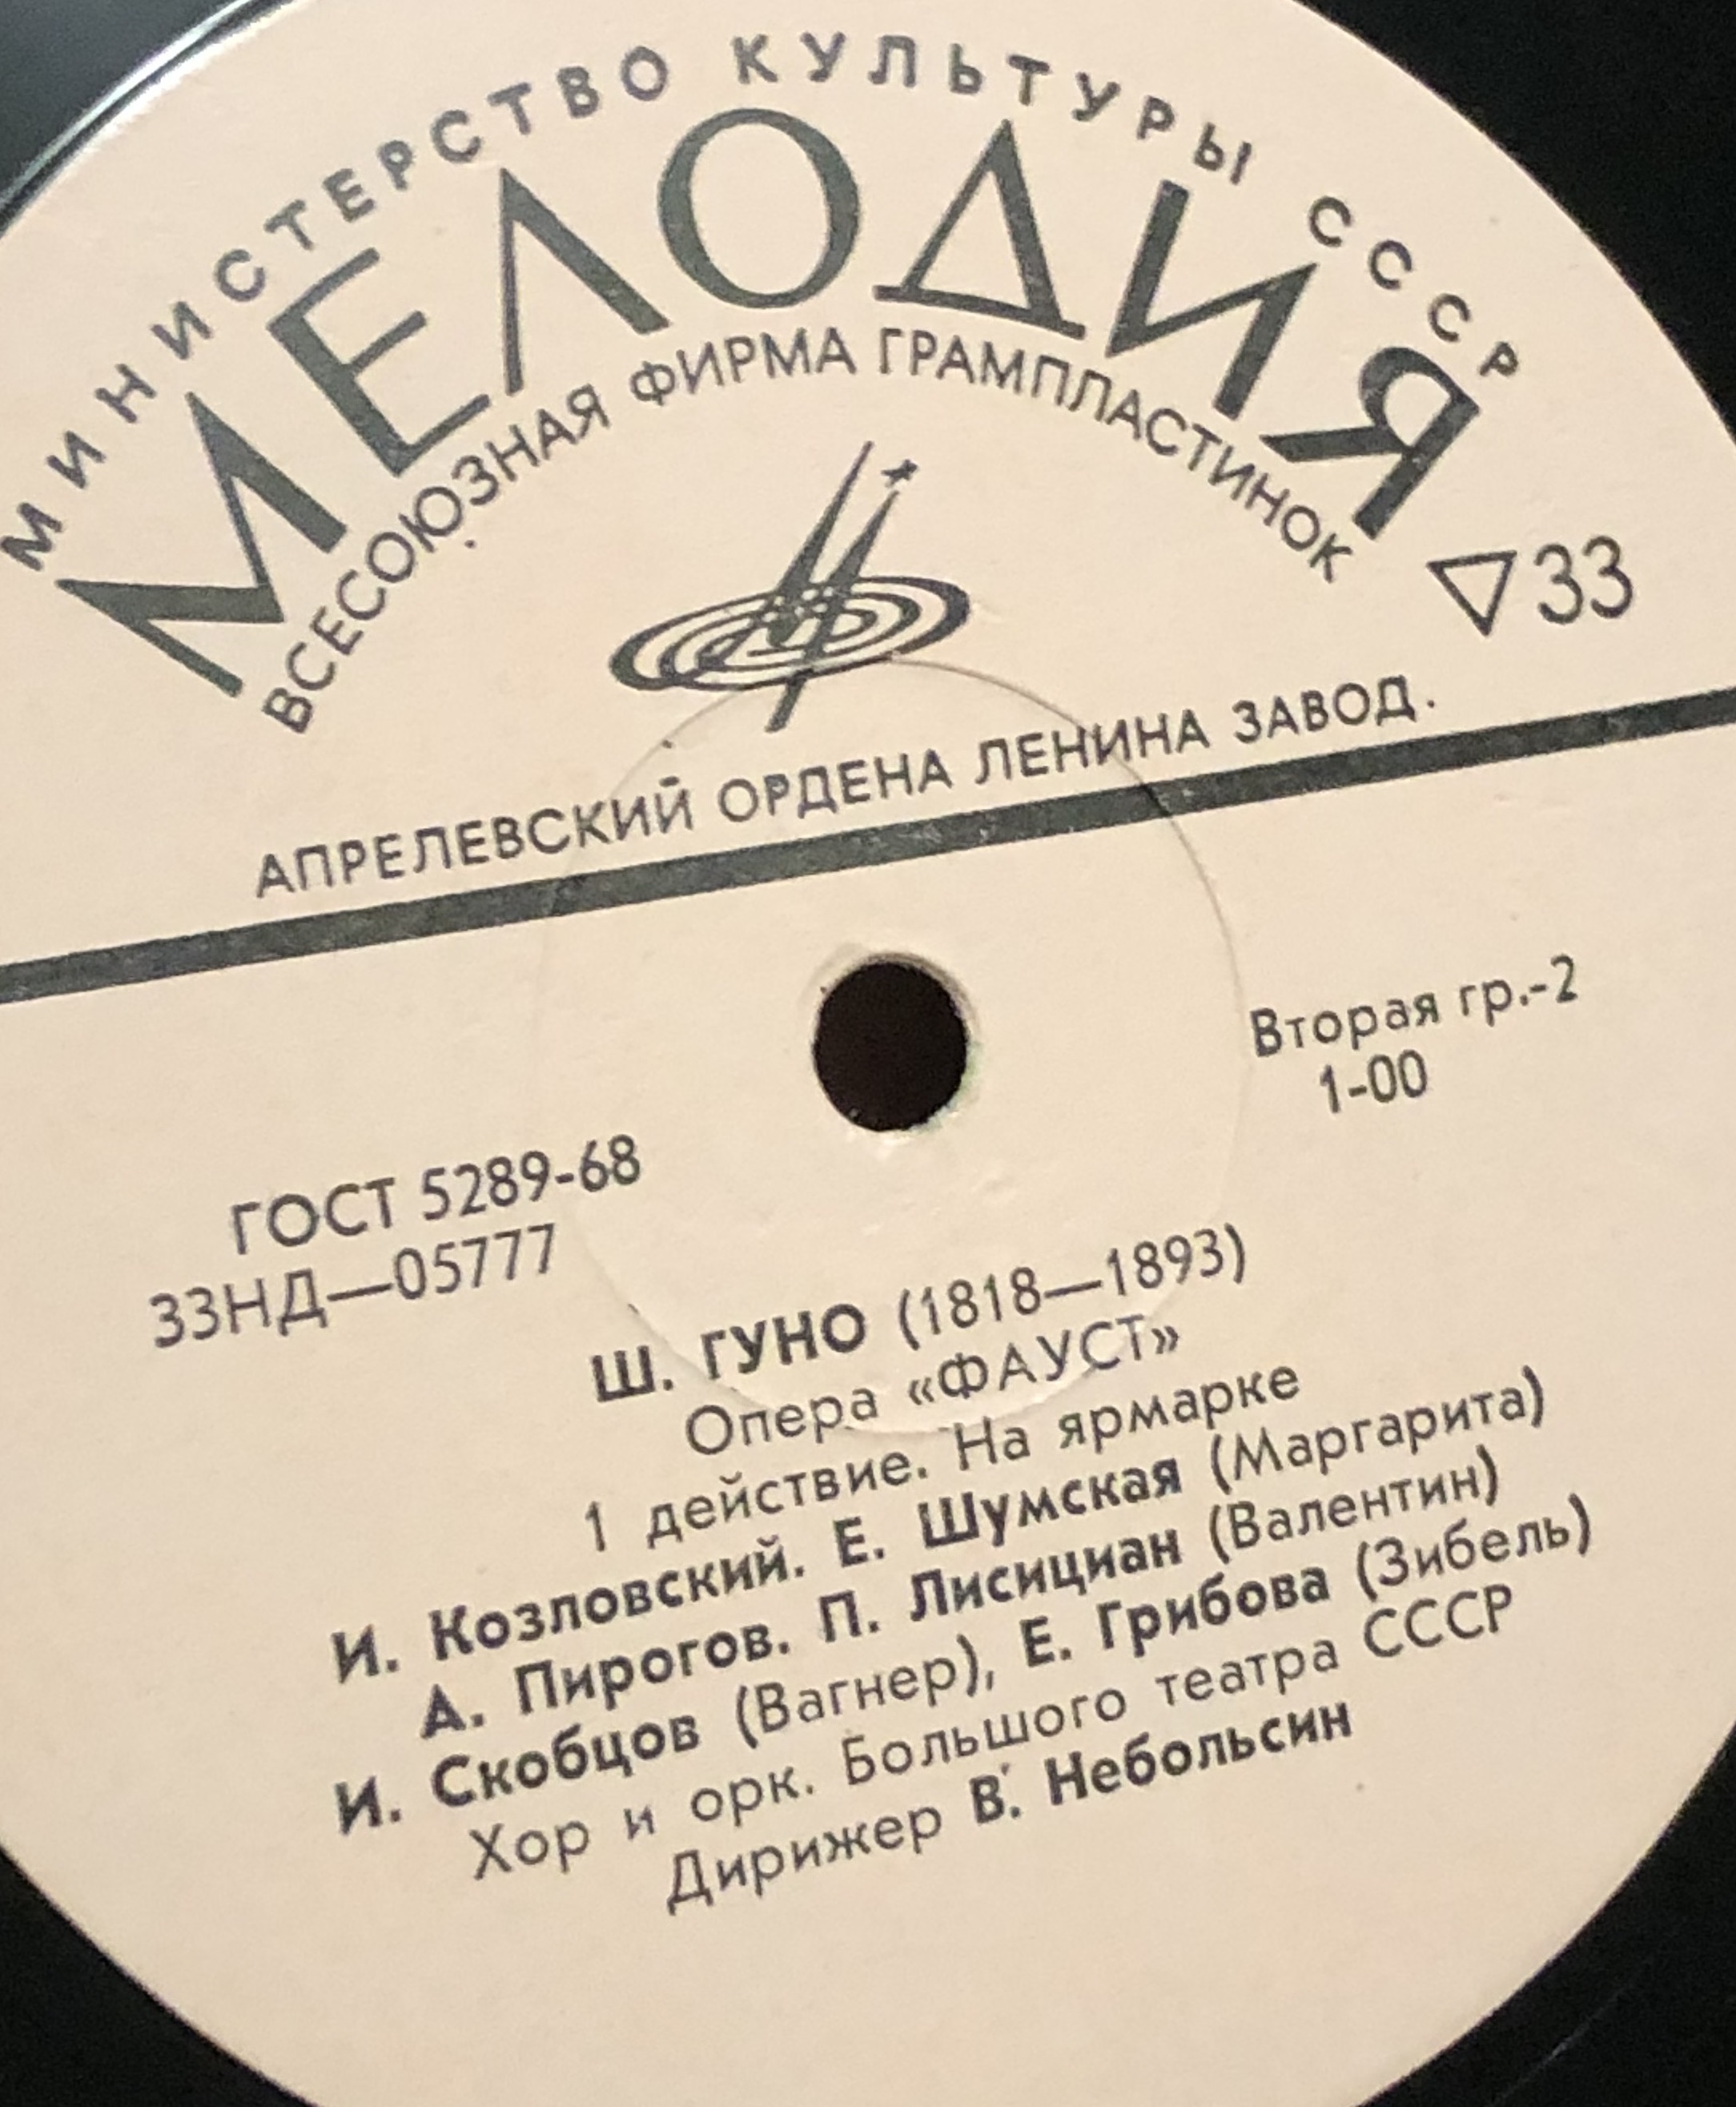 МИНИСТЕРСТВО КУЛЬТУРЫ СССР
МЕЛОДИЯ
ВСЕСОЮЗНАЯ ФИРМА ГРАМПЛАСТИНОК
▽33
АПРЕЛЕВСКИЙ ОРДЕНА ЛЕНИНА ЗАВОД.
Вторая гр.-2
1-00
ГОСТ 5289-68
33НД—05777
Ш. ГУНО (1818—1893)
Опера «ФАУСТ»
1 действие. На ярмарке
И. Козловский. Е. Шумская (Маргарита)
А. Пирогов. П. Лисициан (Валентин)
И. Скобцов (Вагнер), Е. Грибова (Зибель)
Хор и орк. Большого театра СССР
Дирижер В. Небольсин